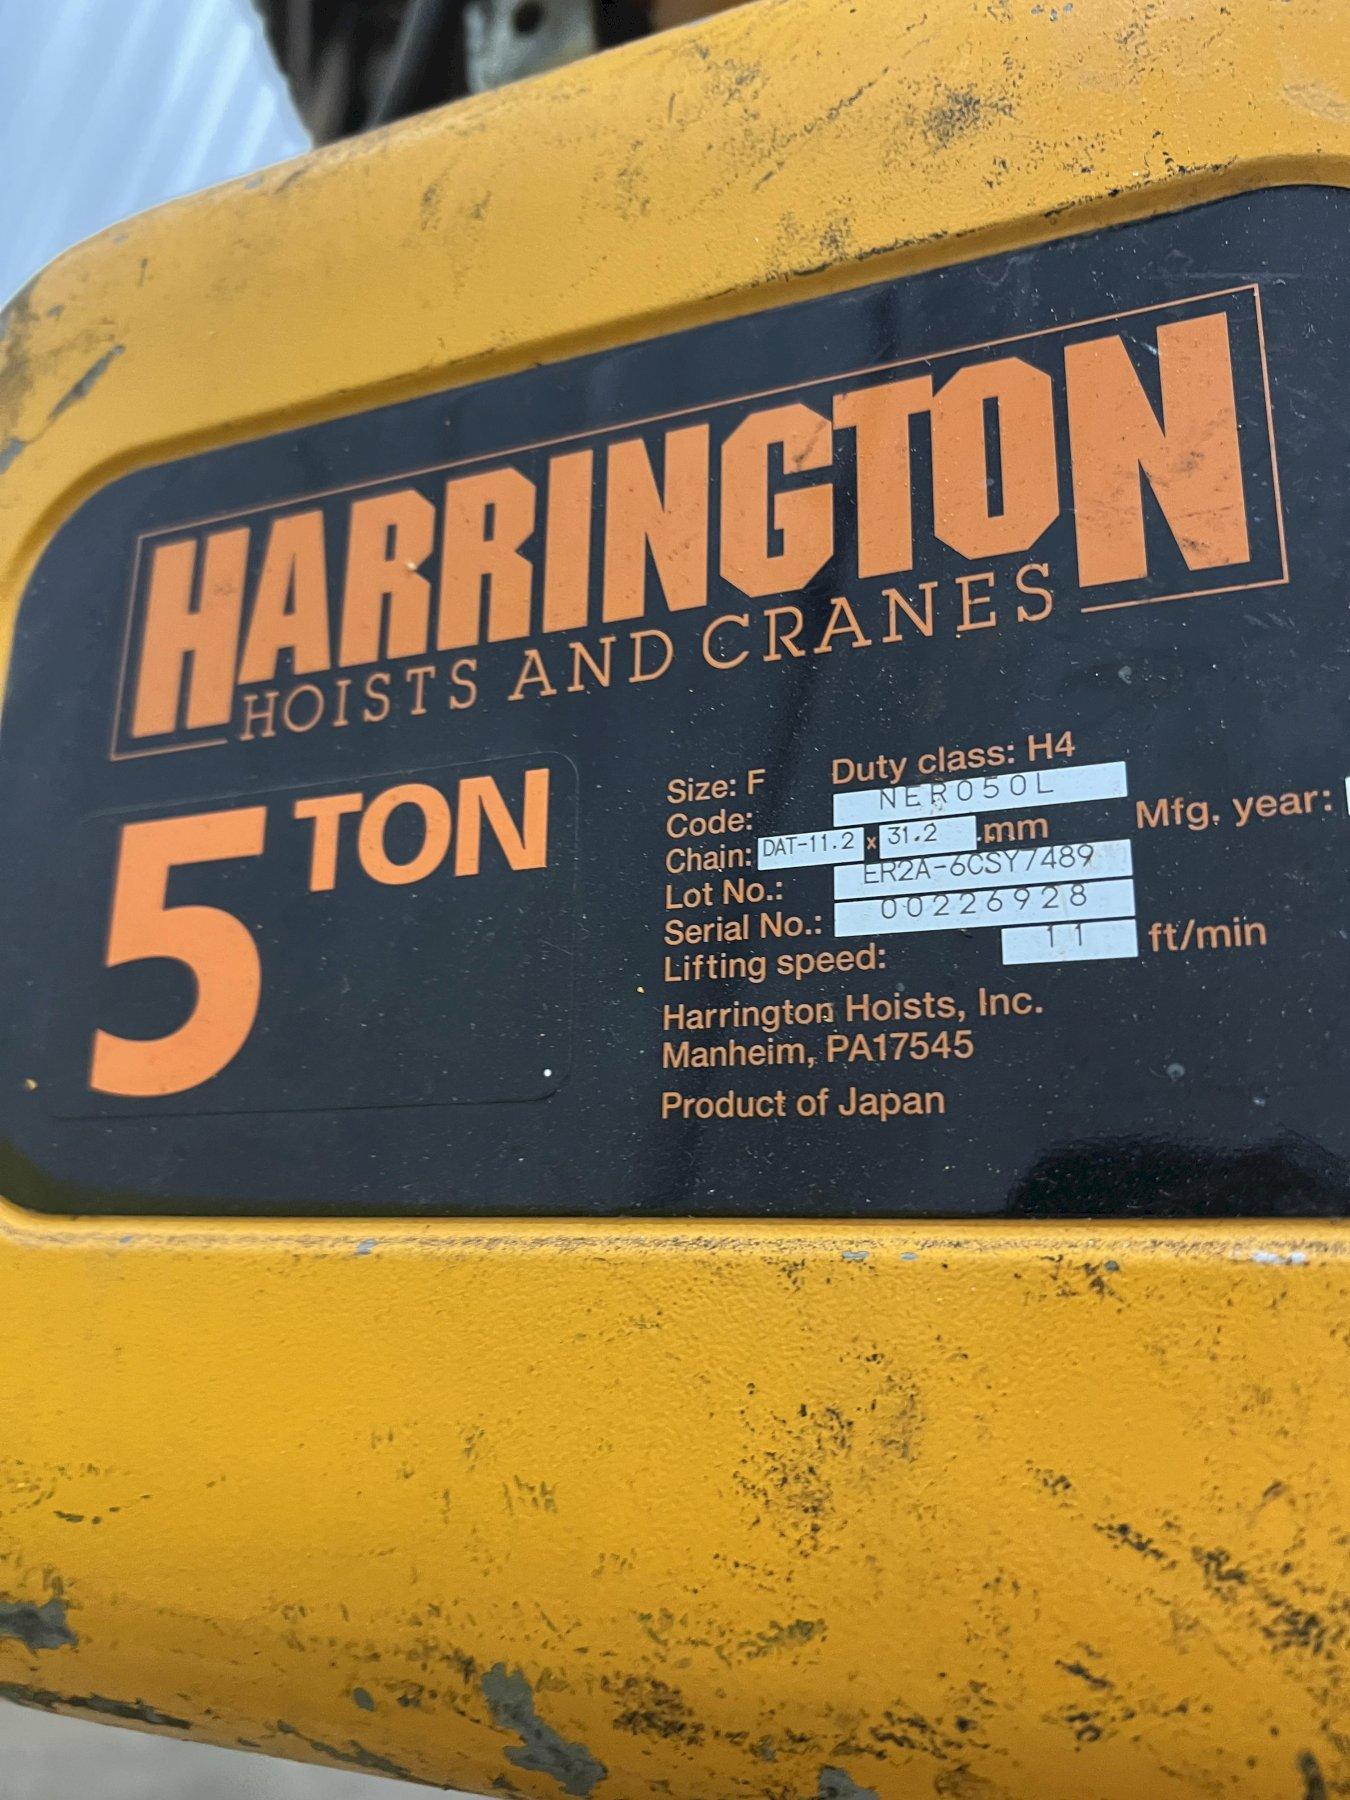 HARRINGTON
HOISTS AND CRANES
5 TON
Size: F Duty class: H4
Code: NER050L Mfg. year:
Chain: DAT-11.2 x 31.2 mm
Lot No.: ER2A-6CSY7489
Serial No.: 00226928
Lifting speed: 11 ft/min
Harrington Hoists, Inc.
Manheim, PA17545
Product of Japan